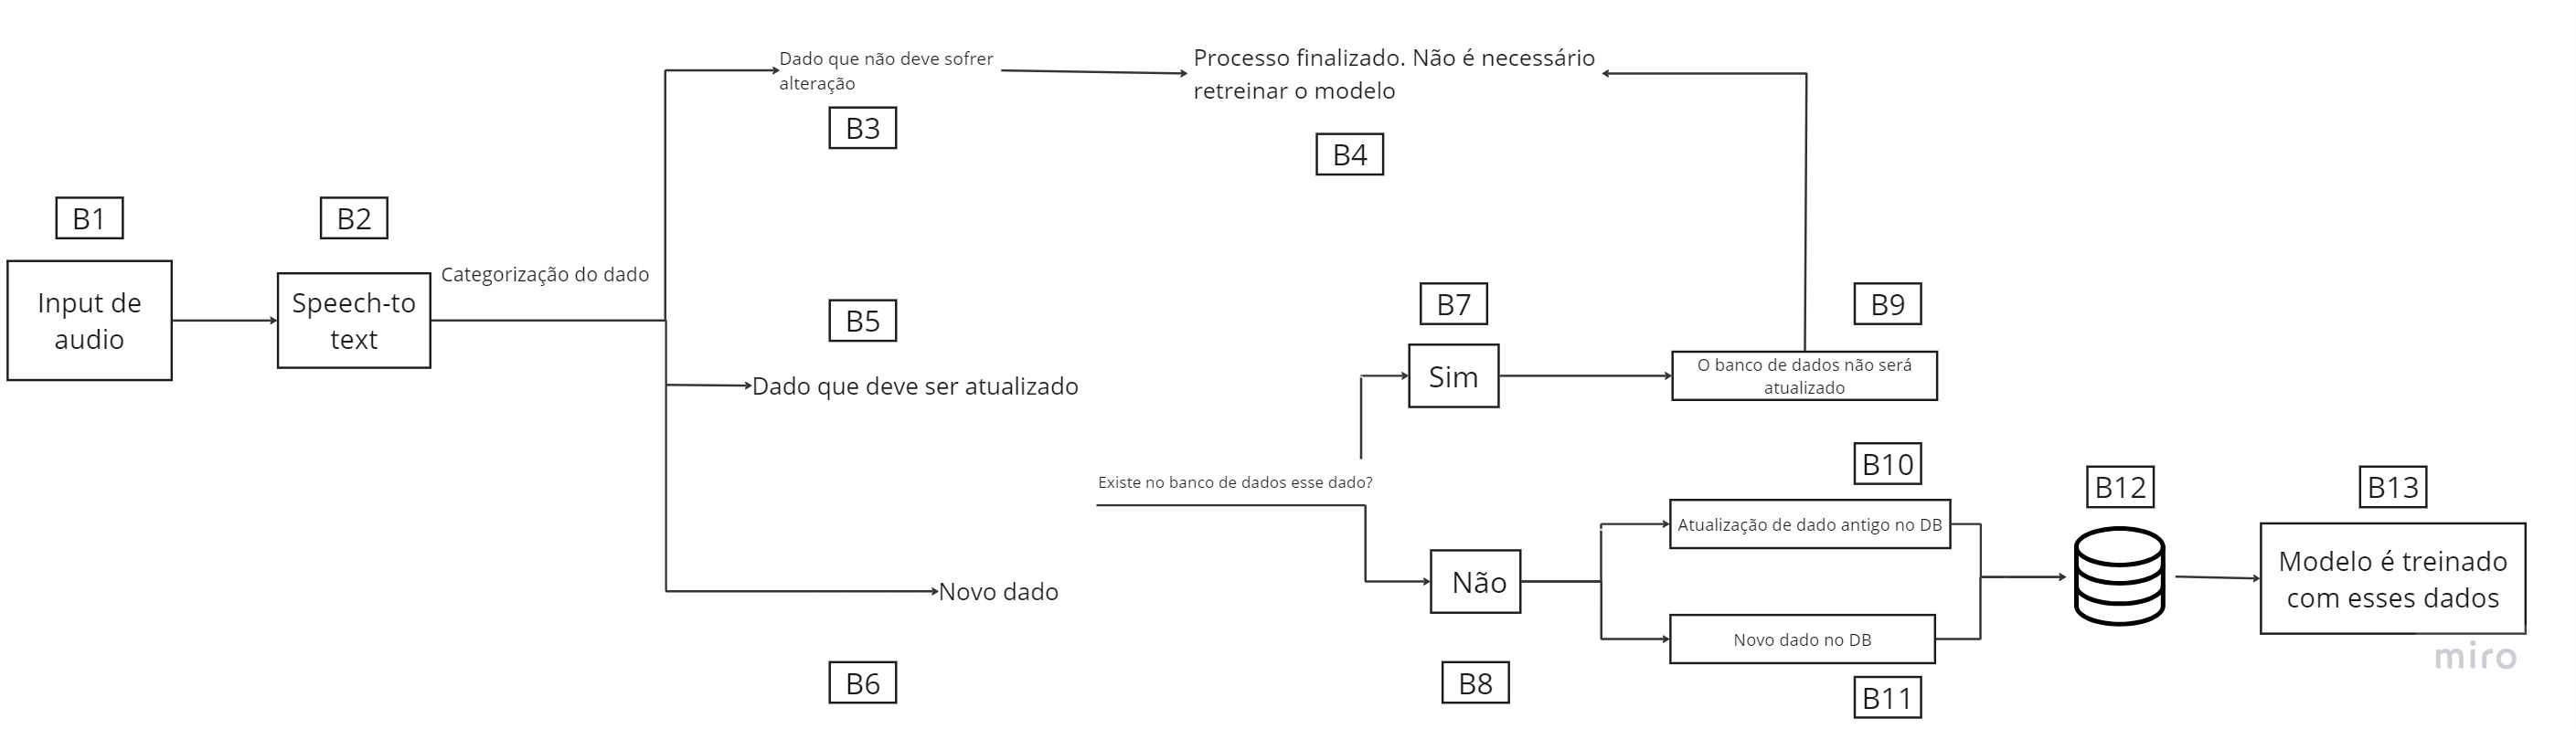 B1
Input de
audio
B2
Speech-to
text
Categorização do dado
Dado que não deve sofrer
alteração
B3
Processo finalizado. Não é necessário
retreinar o modelo
B4
B5
Dado que deve ser atualizado
Novo dado
B6
Existe no banco de dados esse dado?
B7
Sim
Não
B8
B9
O banco de dados não será
atualizado
B10
Atualização de dado antigo no DB
Novo dado no DB
B11
B12
B13
Modelo é treinado
com esses dados
miro